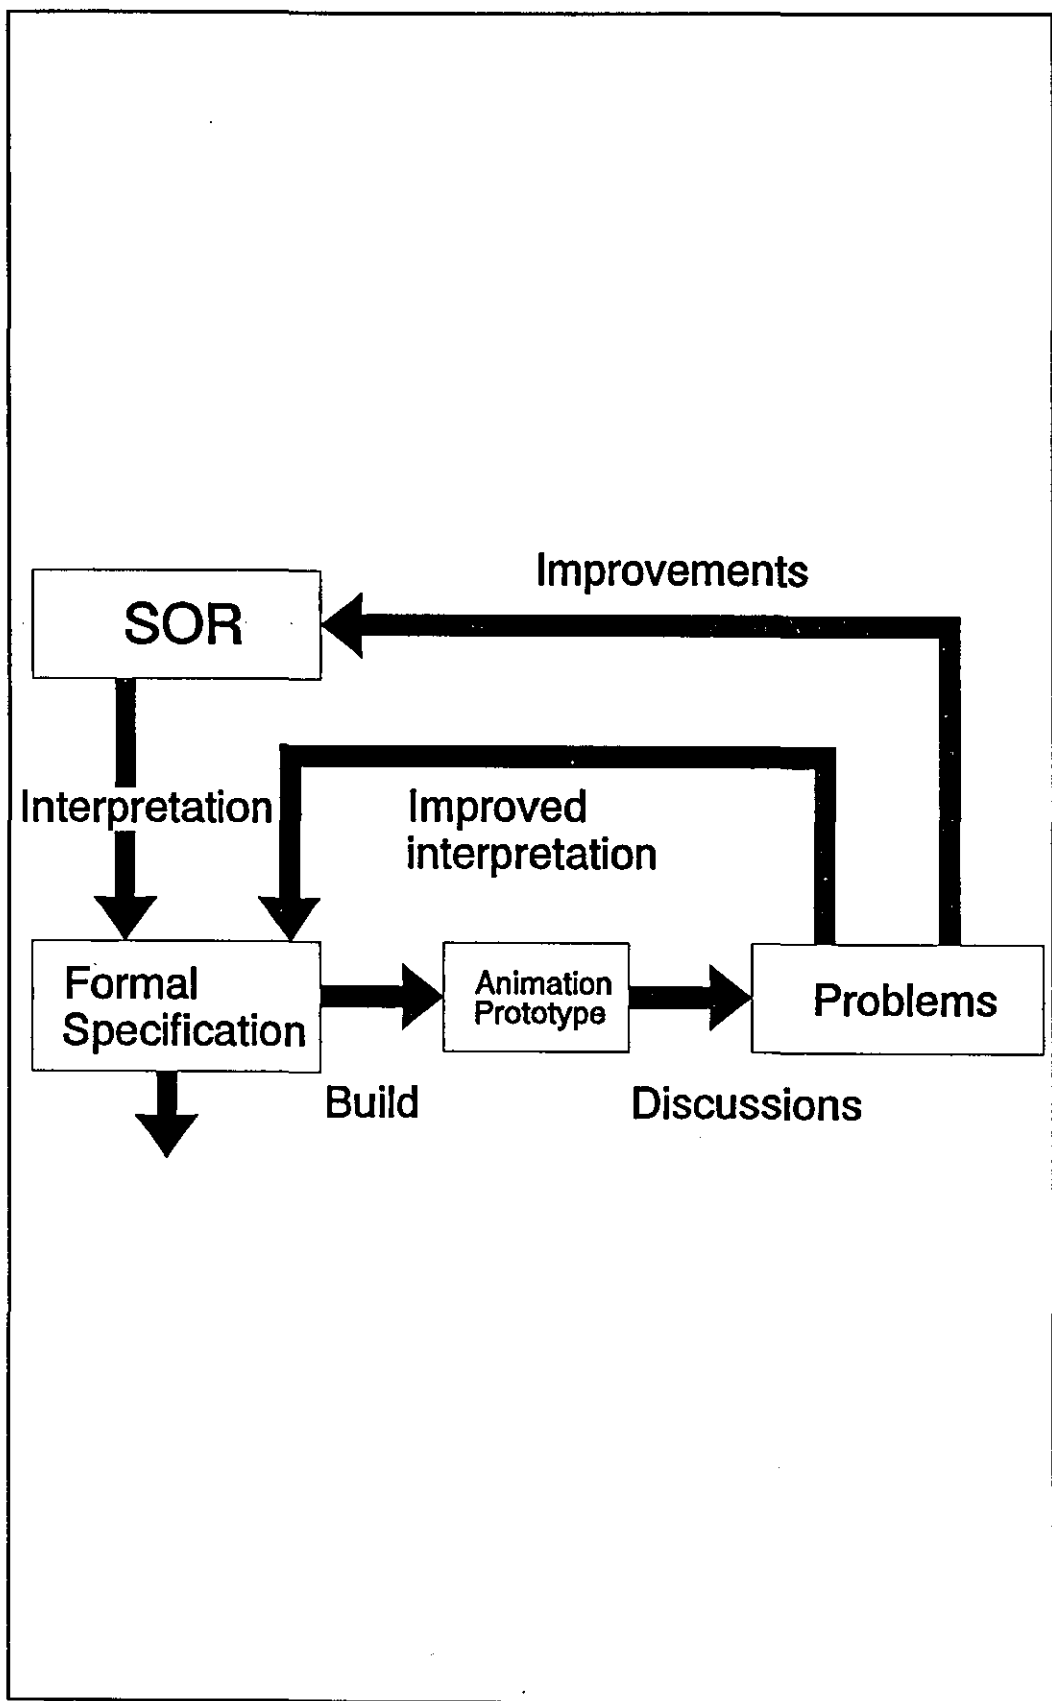 Improvements
SOR
Interpretation
Improved
interpretation
Formal
Specification
Animation
Prototype
Problems
Build
Discussions